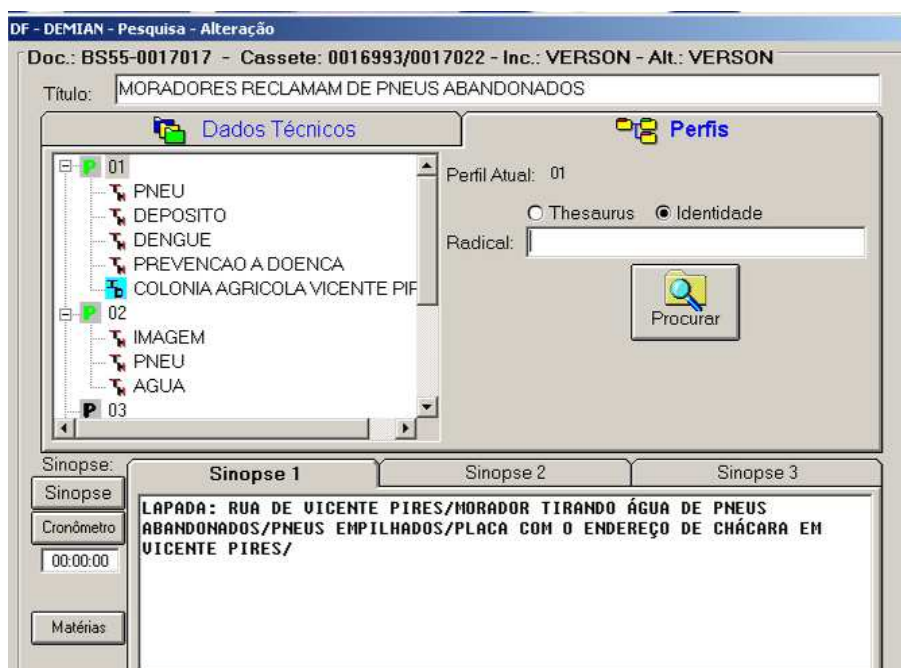 DF - DEMIAN - Pesquisa - Alteração
Doc.: BS55-0017017 - Cassete: 0016993/0017022 - Inc.: VERSON - Alt.: VERSON
Título: MORADORES RECLAMAM DE PNEUS ABANDONADOS
Dados Técnicos
Perfis
P 01
PNEU
DEPOSITO
DENGUE
PREVENCAO A DOENCA
COLONIA AGRICOLA VICENTE PIR
P 02
IMAGEM
PNEU
AGUA
P 03
Perfil Atual: 01
Thesaurus Identidade
Radical:
Procurar
Sinopse:
Sinopse
Cronômetro
00:00:00
Matérias
Sinopse 1 Sinopse 2 Sinopse 3
LAPADA: RUA DE VICENTE PIRES/MORADOR TIRANDO ÁGUA DE PNEUS
ABANDONADOS/PNEUS EMPILHADOS/PLACA COM O ENDEREÇO DE CHÁCARA EM
VICENTE PIRES/